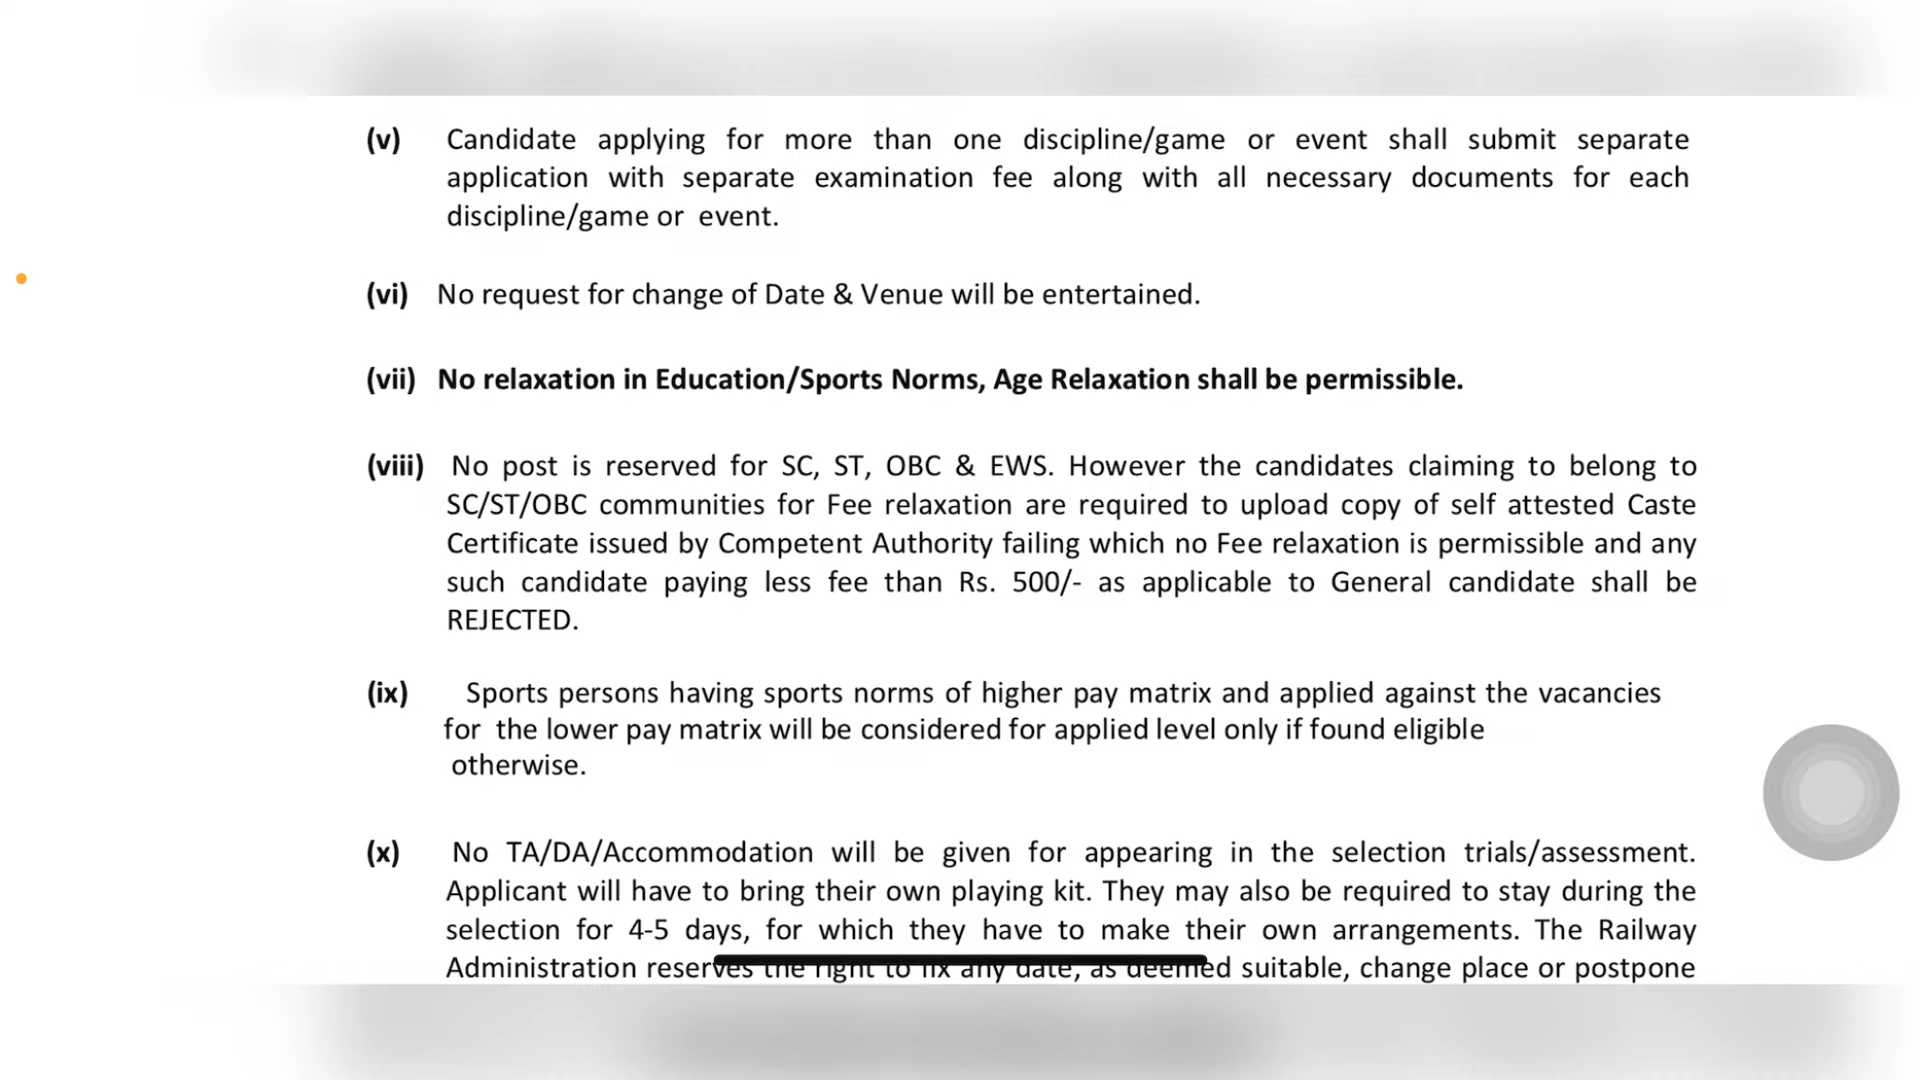 (v) Candidate applying for more than one discipline/game or event shall submit separate
application with separate examination fee along with all necessary documents for each
discipline/game or event.
(vi) No request for change of Date & Venue will be entertained.
(vii) No relaxation in Education/Sports Norms, Age Relaxation shall be permissible.
(viii) No post is reserved for SC, ST, OBC & EWS. However the candidates claiming to belong to
SC/ST/OBC communities for Fee relaxation are required to upload copy of self attested Caste
Certificate issued by Competent Authority failing which no Fee relaxation is permissible and any
such candidate paying less fee than Rs. 500/- as applicable to General candidate shall be
REJECTED.
(ix) Sports persons having sports norms of higher pay matrix and applied against the vacancies
for the lower pay matrix will be considered for applied level only if found eligible
otherwise.
(x) No TA/DA/Accommodation will be given for appearing in the selection trials/assessment.
Applicant will have to bring their own playing kit. They may also be required to stay during the
selection for 4-5 days, for which they have to make their own arrangements. The Railway
Administration reserves the right to fix any date, as deemed suitable, change place or postpone